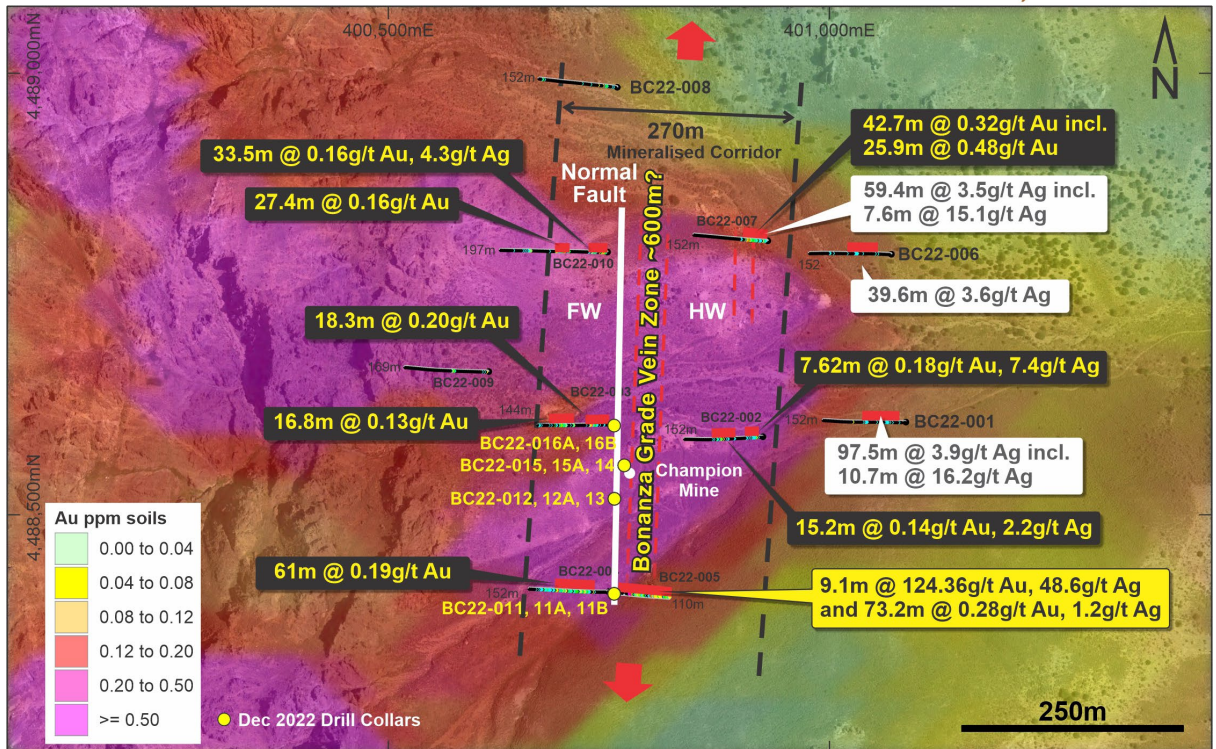 400,500mE
401,000mE
4,489,000mN
N
152m
BC22-008
42.7m @ 0.32g/t Au incl.
25.9m @ 0.48g/t Au
270m
Mineralised Corridor
33.5m @ 0.16g/t Au, 4.3g/t Ag
Normal
Fault
59.4m @ 3.5g/t Ag incl.
7.6m @ 15.1g/t Ag
27.4m @ 0.16g/t Au
BC22-007
152m
197m
BC22-010
152-
BC22-006
39.6m @ 3.6g/t Ag
FW
HW
Bonanza Grade Vein Zone ~600m?
18.3m @ 0.20g/t Au
7.62m @ 0.18g/t Au, 7.4g/t Ag
BC22-009
144m
16.8m @ 0.13g/t Au
BC22-002
152m
BC22-001
BC22-016A, 16B
97.5m @ 3.9g/t Ag incl.
10.7m @ 16.2g/t Ag
BC22-015, 15A, 14
Champion
Mine
BC22-012, 12A, 13
4,488,500mN
15.2m @ 0.14g/t Au, 2.2g/t Ag
61m @ 0.19g/t Au
BC22-00
BC22-005
152m
110m
BC22-011, 11A, 11B
9.1m @ 124.36g/t Au, 48.6g/t Ag
and 73.2m @ 0.28g/t Au, 1.2g/t Ag
Au ppm soils
0.00 to 0.04
0.04 to 0.08
0.08 to 0.12
0.12 to 0.20
0.20 to 0.50
>= 0.50
Dec 2022 Drill Collars
250m